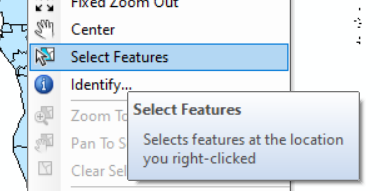 Fixed Zoom Out
Center
Select Features
Identify...
Zoom To
Select Features
Pan To S
Selects features at the location
you right-clicked
Clear Sel